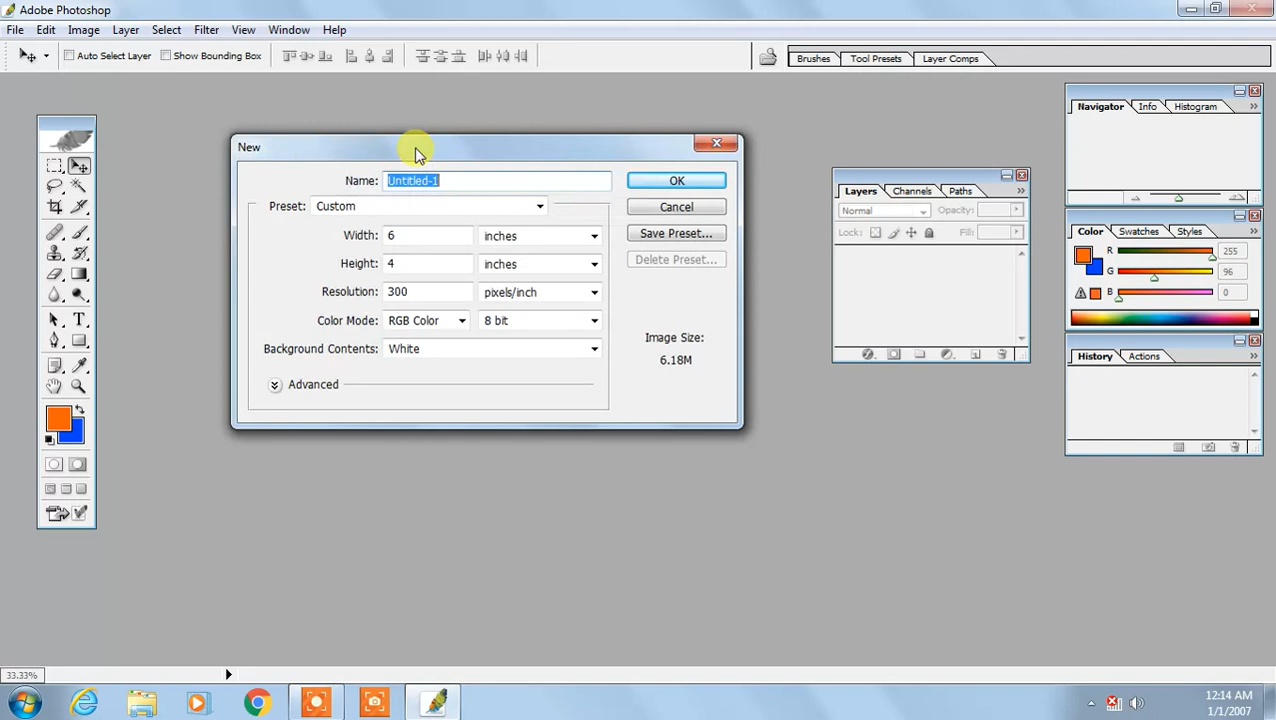 Adobe Photoshop
File Edit Image Layer Select Filter View Window Help
Auto Select Layer Show Bounding Box Brushes Tool Presets Layer Comps
New
Name: Untitled-1 OK
Preset: Custom Cancel
Width: 6 inches Save Preset...
Height: 4 inches Delete Preset...
Resolution: 300 pixels/inch
Color Mode: RGB Color 8 bit
Background Contents: White
Advanced
Image Size:
6.18M
Layers Channels Paths
Normal Opacity:
Lock: Fill:
Navigator Info Histogram
Color Swatches Styles
R 255
G 96
B 0
History Actions
T
33.33%
12:14 AM
1/1/2007